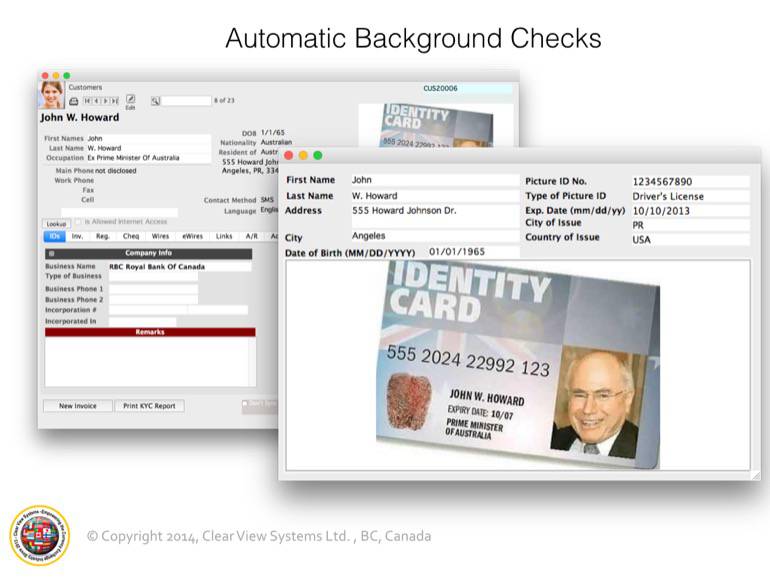 Automatic Background Checks
Customers
CUS20006
Edit
8 of 23
John W. Howard
First Names John
Last Name W. Howard
Occupation Ex Prime Minister Of Australia
Main Phone not disclosed
Work Phone
Fax
Cell
DOB 1/1/65
Nationality Australian
Resident of Austr
555 Howard John
Angeles, PR, 334
Contact Method SMS
Language Englis
Lookup
Is Allowed Internet Access
IDs Inv. Reg. Cheq Wires eWires Links A/R Ac
Company Info
Business Name RBC Royal Bank Of Canada
Type of Business
Business Phone 1
Business Phone 2
Incorporation #
Incorporated In
Remarks
New Invoice Print KYC Report
IDENTITY
CARD
555 2024 22992 123
First Name John
Last Name W. Howard
Address 555 Howard Johnson Dr.
City Angeles
Date of Birth (MM/DD/YYYY) 01/01/1965
Picture ID No. 1234567890
Type of Picture ID Driver's License
Exp. Date (mm/dd/yy) 10/10/2013
City of Issue PR
Country of Issue USA
IDENTITY
CARD
555 2024 22992 123
JOHN W. HOWARD
EXPIRY DATE: 10/07
PRIME MINISTER
OF AUSTRALIA
© Copyright 2014, Clear View Systems Ltd. , BC, Canada